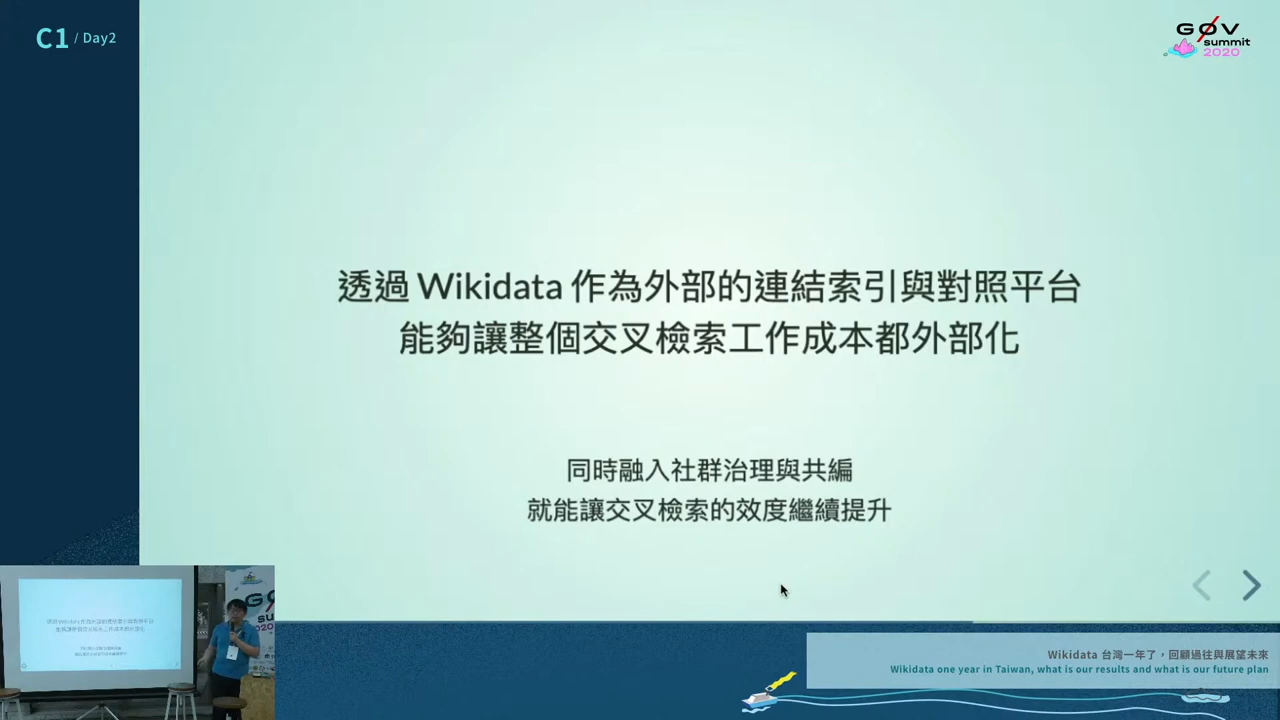 C1 / Day2
G0V
summit
2020
透過 Wikidata 作為外部的連結索引與對照平台
能夠讓整個交叉檢索工作成本都外部化
同時融入社群治理與共編
就能讓交叉檢索的效度繼續提升
Wikidata 台灣一年了，回顧過往與展望未來
Wikidata one year in Taiwan, what is our results and what is our future plan